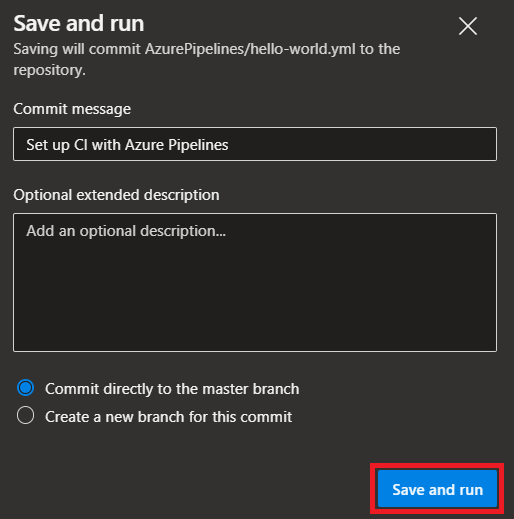 Save and run
Saving will commit AzurePipelines/hello-world.yml to the
repository.
Commit message
Set up CI with Azure Pipelines
Optional extended description
Add an optional description...
Commit directly to the master branch
Create a new branch for this commit
Save and run